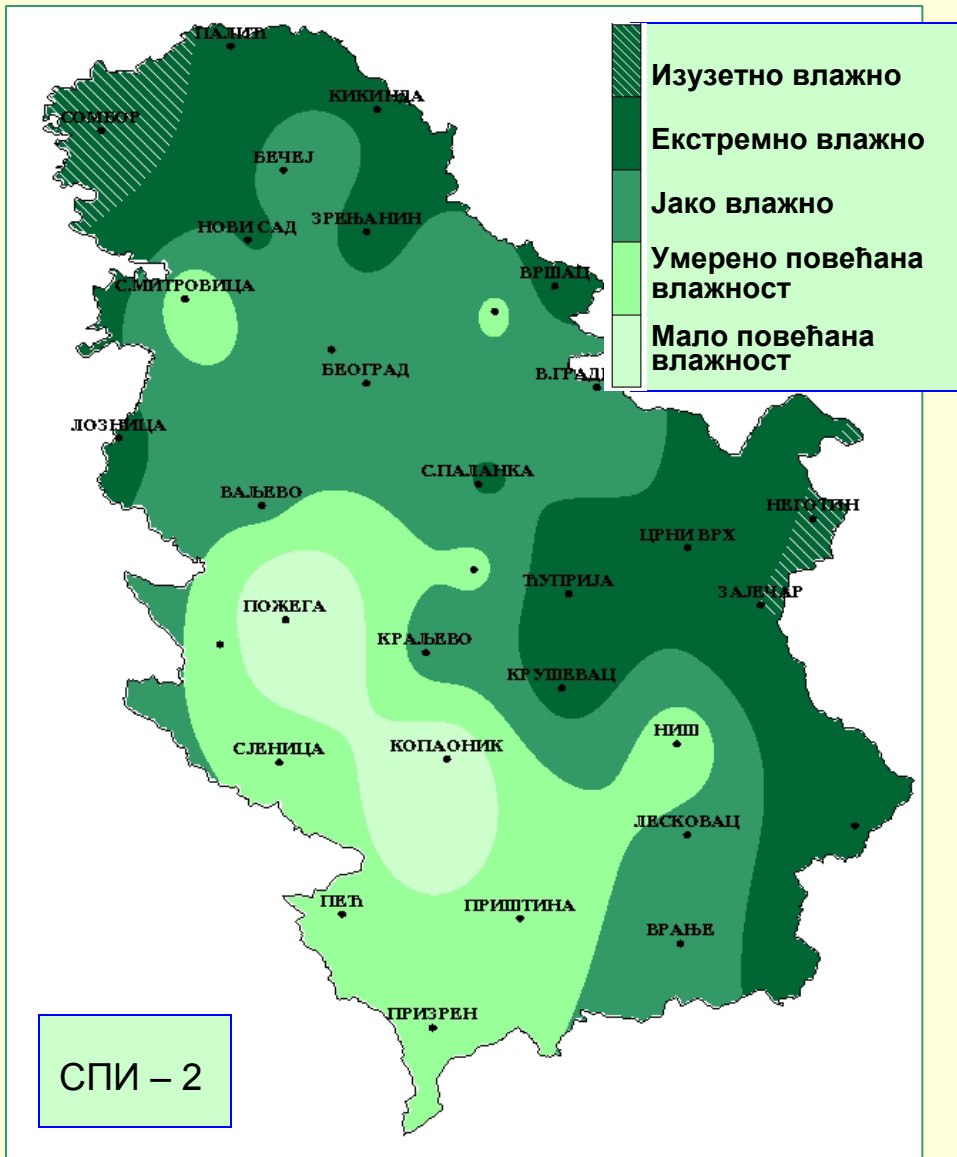 ПАЛИЋ
СОМБОР
КИКИНДА
БЕЧЕЈ
НОВИ САД
ЗРЕЊАНИН
С.МИТРОВИЦА
ВРШАЦ
БЕОГРАД
В.ГРАДИ
ЛОЗНИЦА
ВАЉЕВО
С.ПАЛАНКА
НЕГОТИН
ЦРНИ ВРХ
ЋУПРИЈА
ЗАЈЕЧАР
ПОЖЕГА
КРАЉЕВО
КРУШЕВАЦ
НИШ
СЈЕНИЦА
КОПАОНИК
ЛЕСКОВАЦ
ПЕЋ
ПРИШТИНА
ВРАЊЕ
ПРИЗРЕН
Изузетно влажно
Екстремно влажно
Јако влажно
Умерено повећана
влажност
Мало повећана
влажност
СПИ – 2